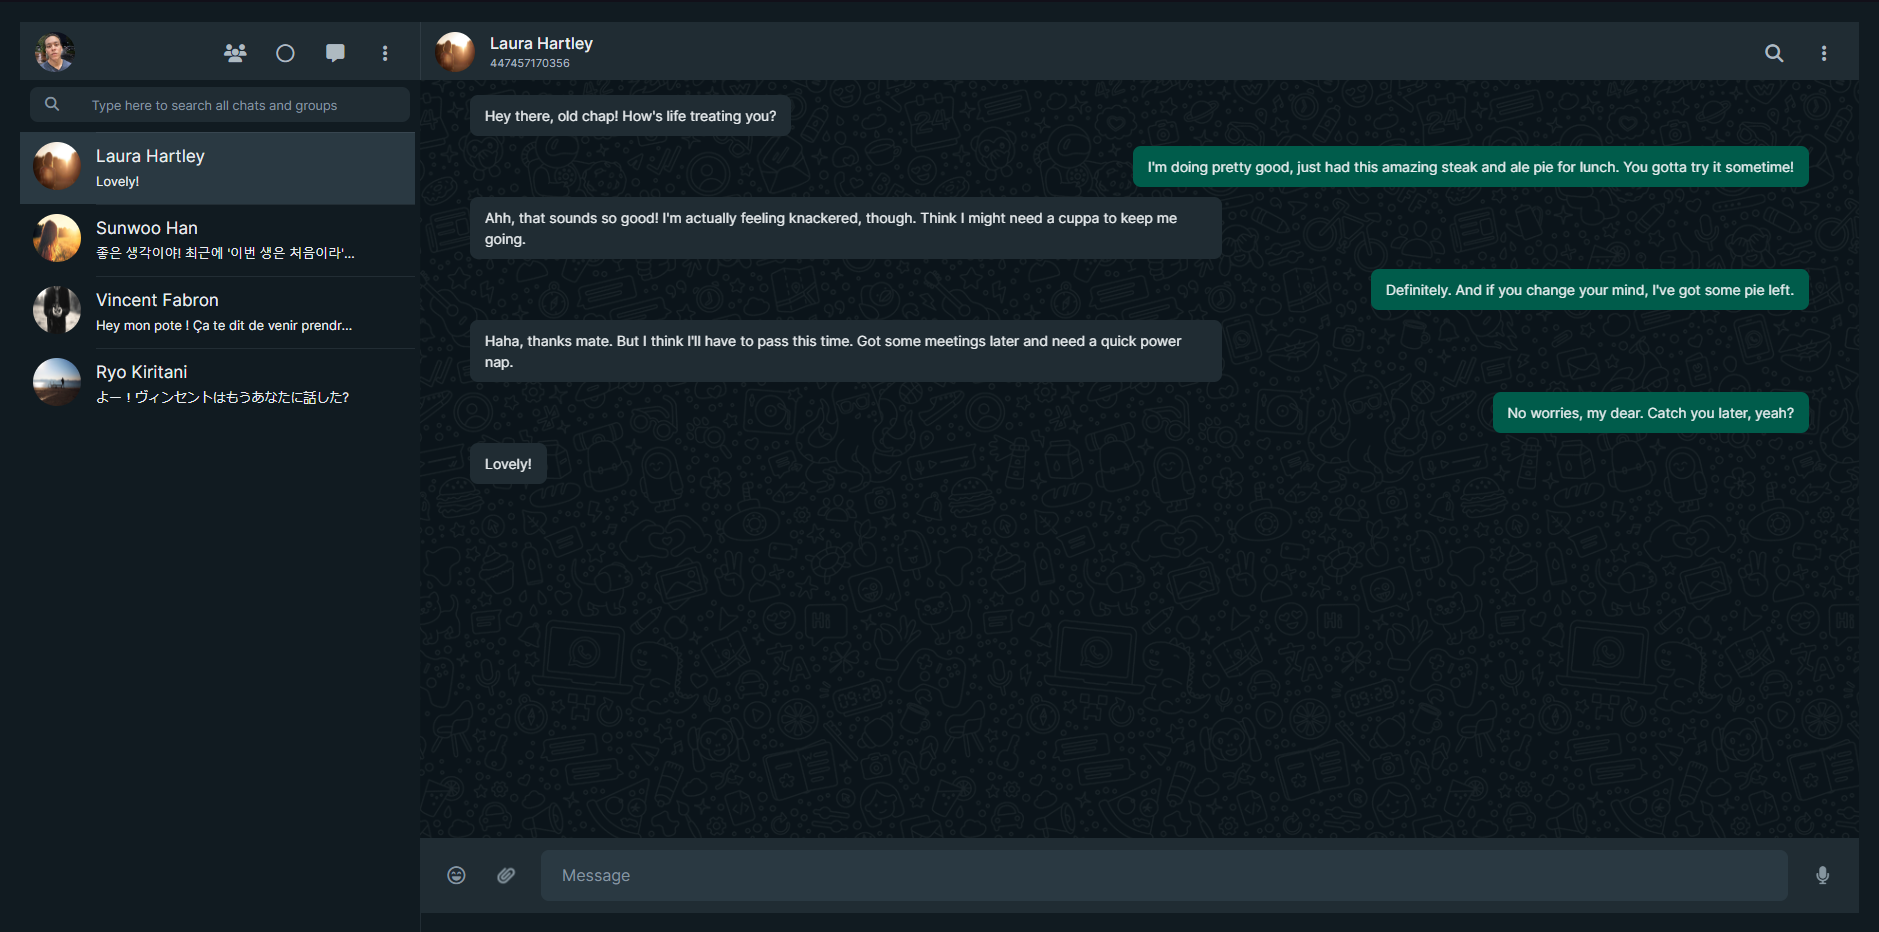 Laura Hartley
447457170356
Type here to search all chats and groups
Laura Hartley
Lovely!
Sunwoo Han
좋은 생각이야! 최근에 '이번 생은 처음이라'...
Vincent Fabron
Hey mon pote ! Ça te dit de venir prendr...
Ryo Kiritani
よー！ヴィンセントはもうあなたに話した?
Hey there, old chap! How's life treating you?
I'm doing pretty good, just had this amazing steak and ale pie for lunch. You gotta try it sometime!
Ahh, that sounds so good! I'm actually feeling knackered, though. Think I might need a cuppa to keep me
going.
Definitely. And if you change your mind, I've got some pie left.
Haha, thanks mate. But I think I'll have to pass this time. Got some meetings later and need a quick power
nap.
No worries, my dear. Catch you later, yeah?
Lovely!
Message